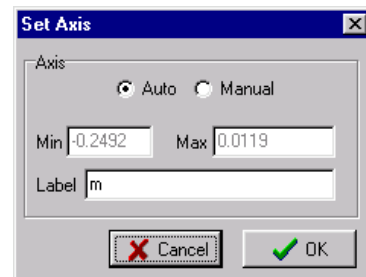 Set Axis
Axis
Auto Manual
Min -0.2492 Max 0.0119
Label m
Cancel OK